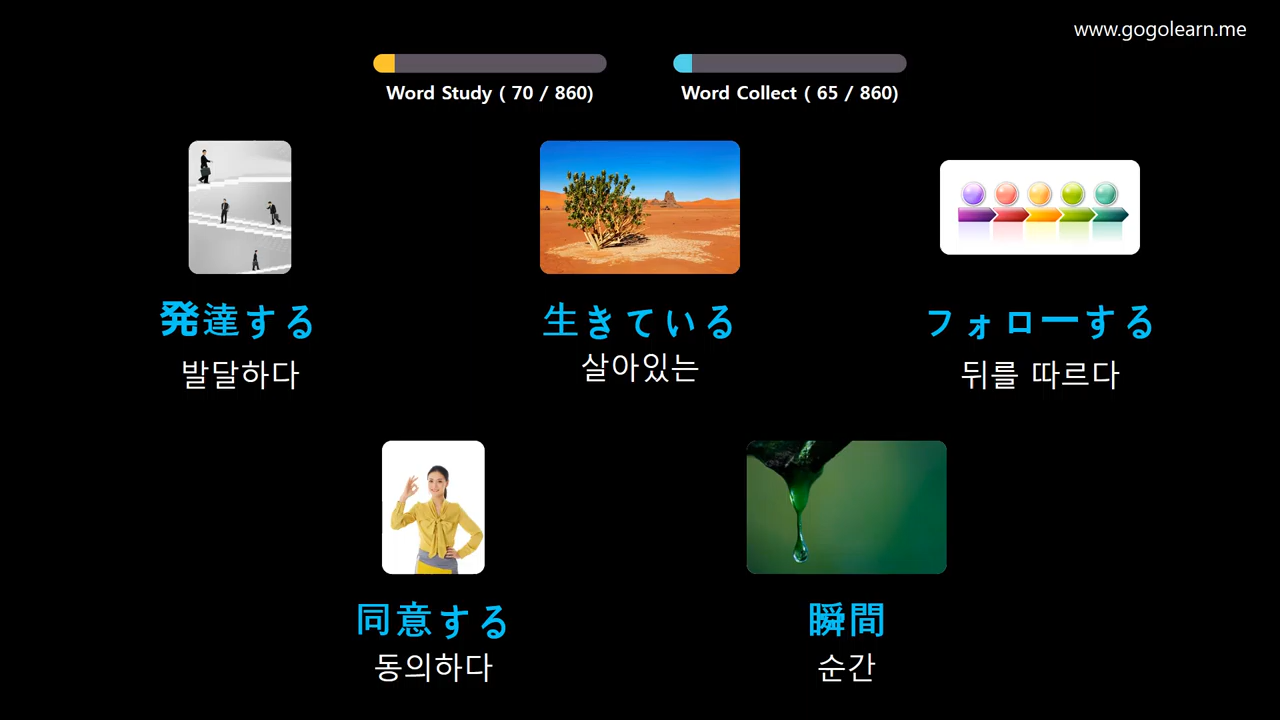 www.gogolearn.me
Word Study ( 70 / 860)
Word Collect ( 65 / 860)
発達する
발달하다
生きている
살아있는
フォローする
뒤를 따르다
同意する
동의하다
瞬間
순간